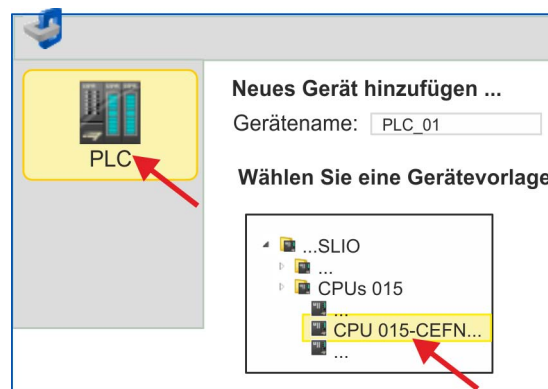 PLC
Neues Gerät hinzufügen ...
Gerätename: PLC_01
Wählen Sie eine Gerätevorlage
...SLIO
...
CPUs 015
...
CPU 015-CEFN...
...